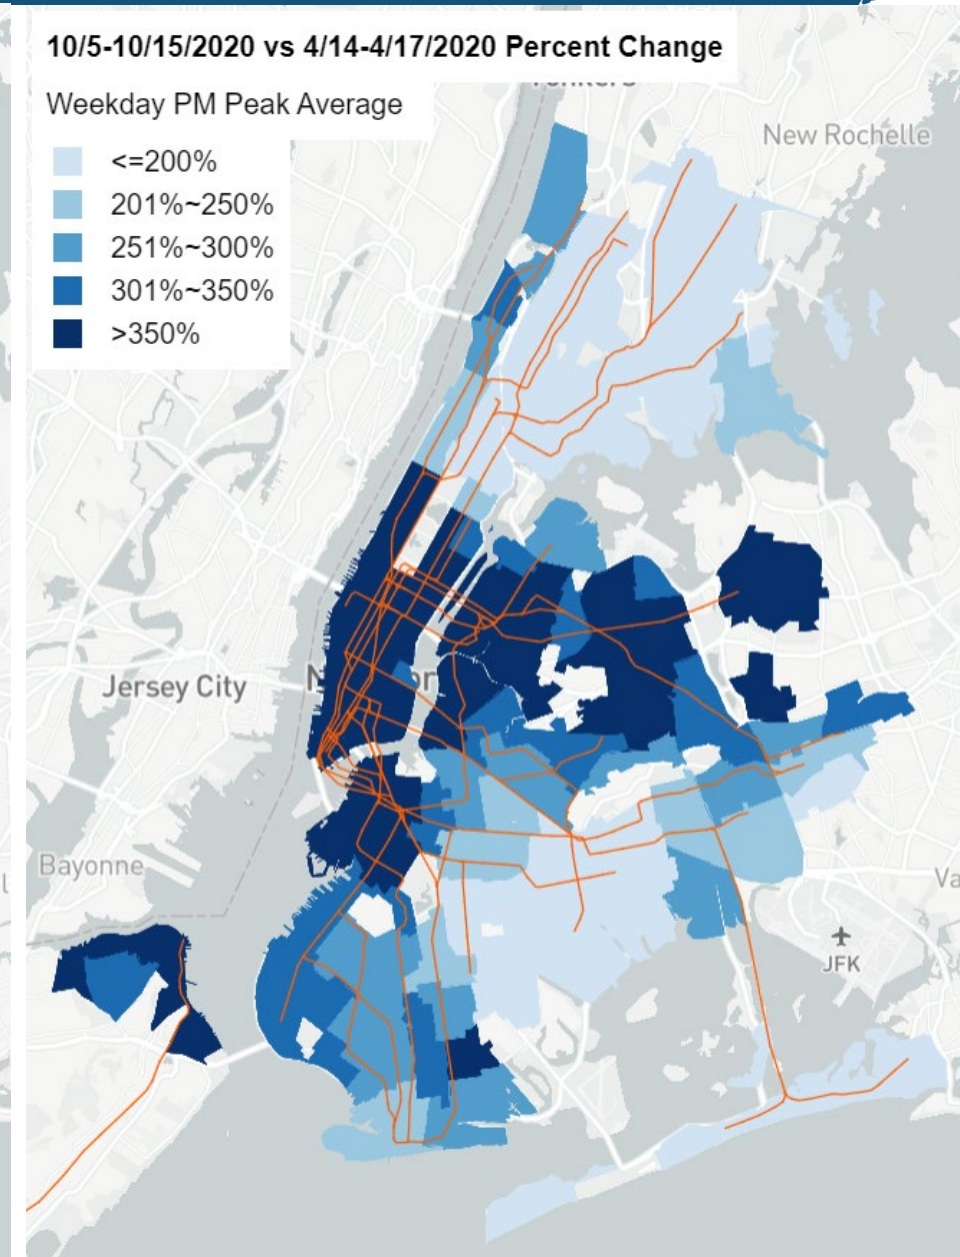 10/5-10/15/2020 vs 4/14-4/17/2020 Percent Change
Weekday PM Peak Average
<=200%
201%~250%
251%~300%
301%~350%
>350%
New Rochelle
Jersey City
Bayonne
JFK